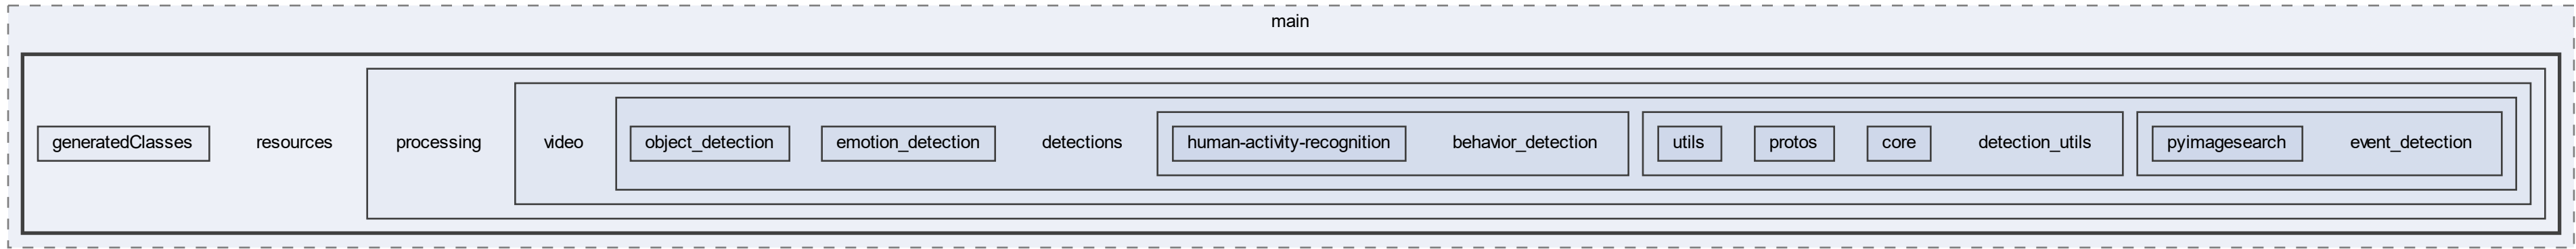 main
generatedClasses
resources
processing
video
object_detection
emotion_detection
detections
human-activity-recognition
behavior_detection
utils
protos
core
detection_utils
pyimagesearch
event_detection